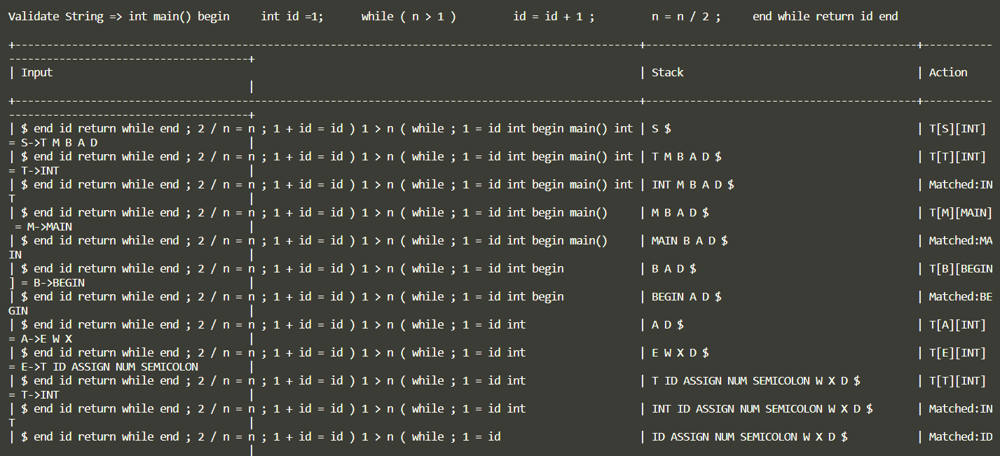 Validate String => int main() begin     int id =1;      while ( n > 1 )         id = id + 1 ;         n = n / 2 ;     end while return id end
+---------------------------------------------------------------------------------------------------+-------------------------------------------+-----------
--------------------------------------+
| Input                                                                                             | Stack                                     | Action
                                      |
+---------------------------------------------------------------------------------------------------+-------------------------------------------+-----------
--------------------------------------+
| $ end id return while end ; 2 / n = n ; 1 + id = id ) 1 > n ( while ; 1 = id int begin main() int | S $                                       | T[S][INT]
= S->T M B A D                        |
| $ end id return while end ; 2 / n = n ; 1 + id = id ) 1 > n ( while ; 1 = id int begin main() int | T M B A D $                               | T[T][INT]
= T->INT                              |
| $ end id return while end ; 2 / n = n ; 1 + id = id ) 1 > n ( while ; 1 = id int begin main() int | INT M B A D $                             | Matched:IN
T                                     |
| $ end id return while end ; 2 / n = n ; 1 + id = id ) 1 > n ( while ; 1 = id int begin main()     | M B A D $                                 | T[M][MAIN]
 = M->MAIN                            |
| $ end id return while end ; 2 / n = n ; 1 + id = id ) 1 > n ( while ; 1 = id int begin main()     | MAIN B A D $                              | Matched:MA
IN                                    |
| $ end id return while end ; 2 / n = n ; 1 + id = id ) 1 > n ( while ; 1 = id int begin            | B A D $                                   | T[B][BEGIN
] = B->BEGIN                          |
| $ end id return while end ; 2 / n = n ; 1 + id = id ) 1 > n ( while ; 1 = id int begin            | BEGIN A D $                               | Matched:BE
GIN                                   |
| $ end id return while end ; 2 / n = n ; 1 + id = id ) 1 > n ( while ; 1 = id int                  | A D $                                     | T[A][INT]
= A->E W X                            |
| $ end id return while end ; 2 / n = n ; 1 + id = id ) 1 > n ( while ; 1 = id int                  | E W X D $                                 | T[E][INT]
= E->T ID ASSIGN NUM SEMICOLON        |
| $ end id return while end ; 2 / n = n ; 1 + id = id ) 1 > n ( while ; 1 = id int                  | T ID ASSIGN NUM SEMICOLON W X D $         | T[T][INT]
= T->INT                              |
| $ end id return while end ; 2 / n = n ; 1 + id = id ) 1 > n ( while ; 1 = id int                  | INT ID ASSIGN NUM SEMICOLON W X D $       | Matched:IN
T                                     |
| $ end id return while end ; 2 / n = n ; 1 + id = id ) 1 > n ( while ; 1 = id                      | ID ASSIGN NUM SEMICOLON W X D $           | Matched:ID
                                      |